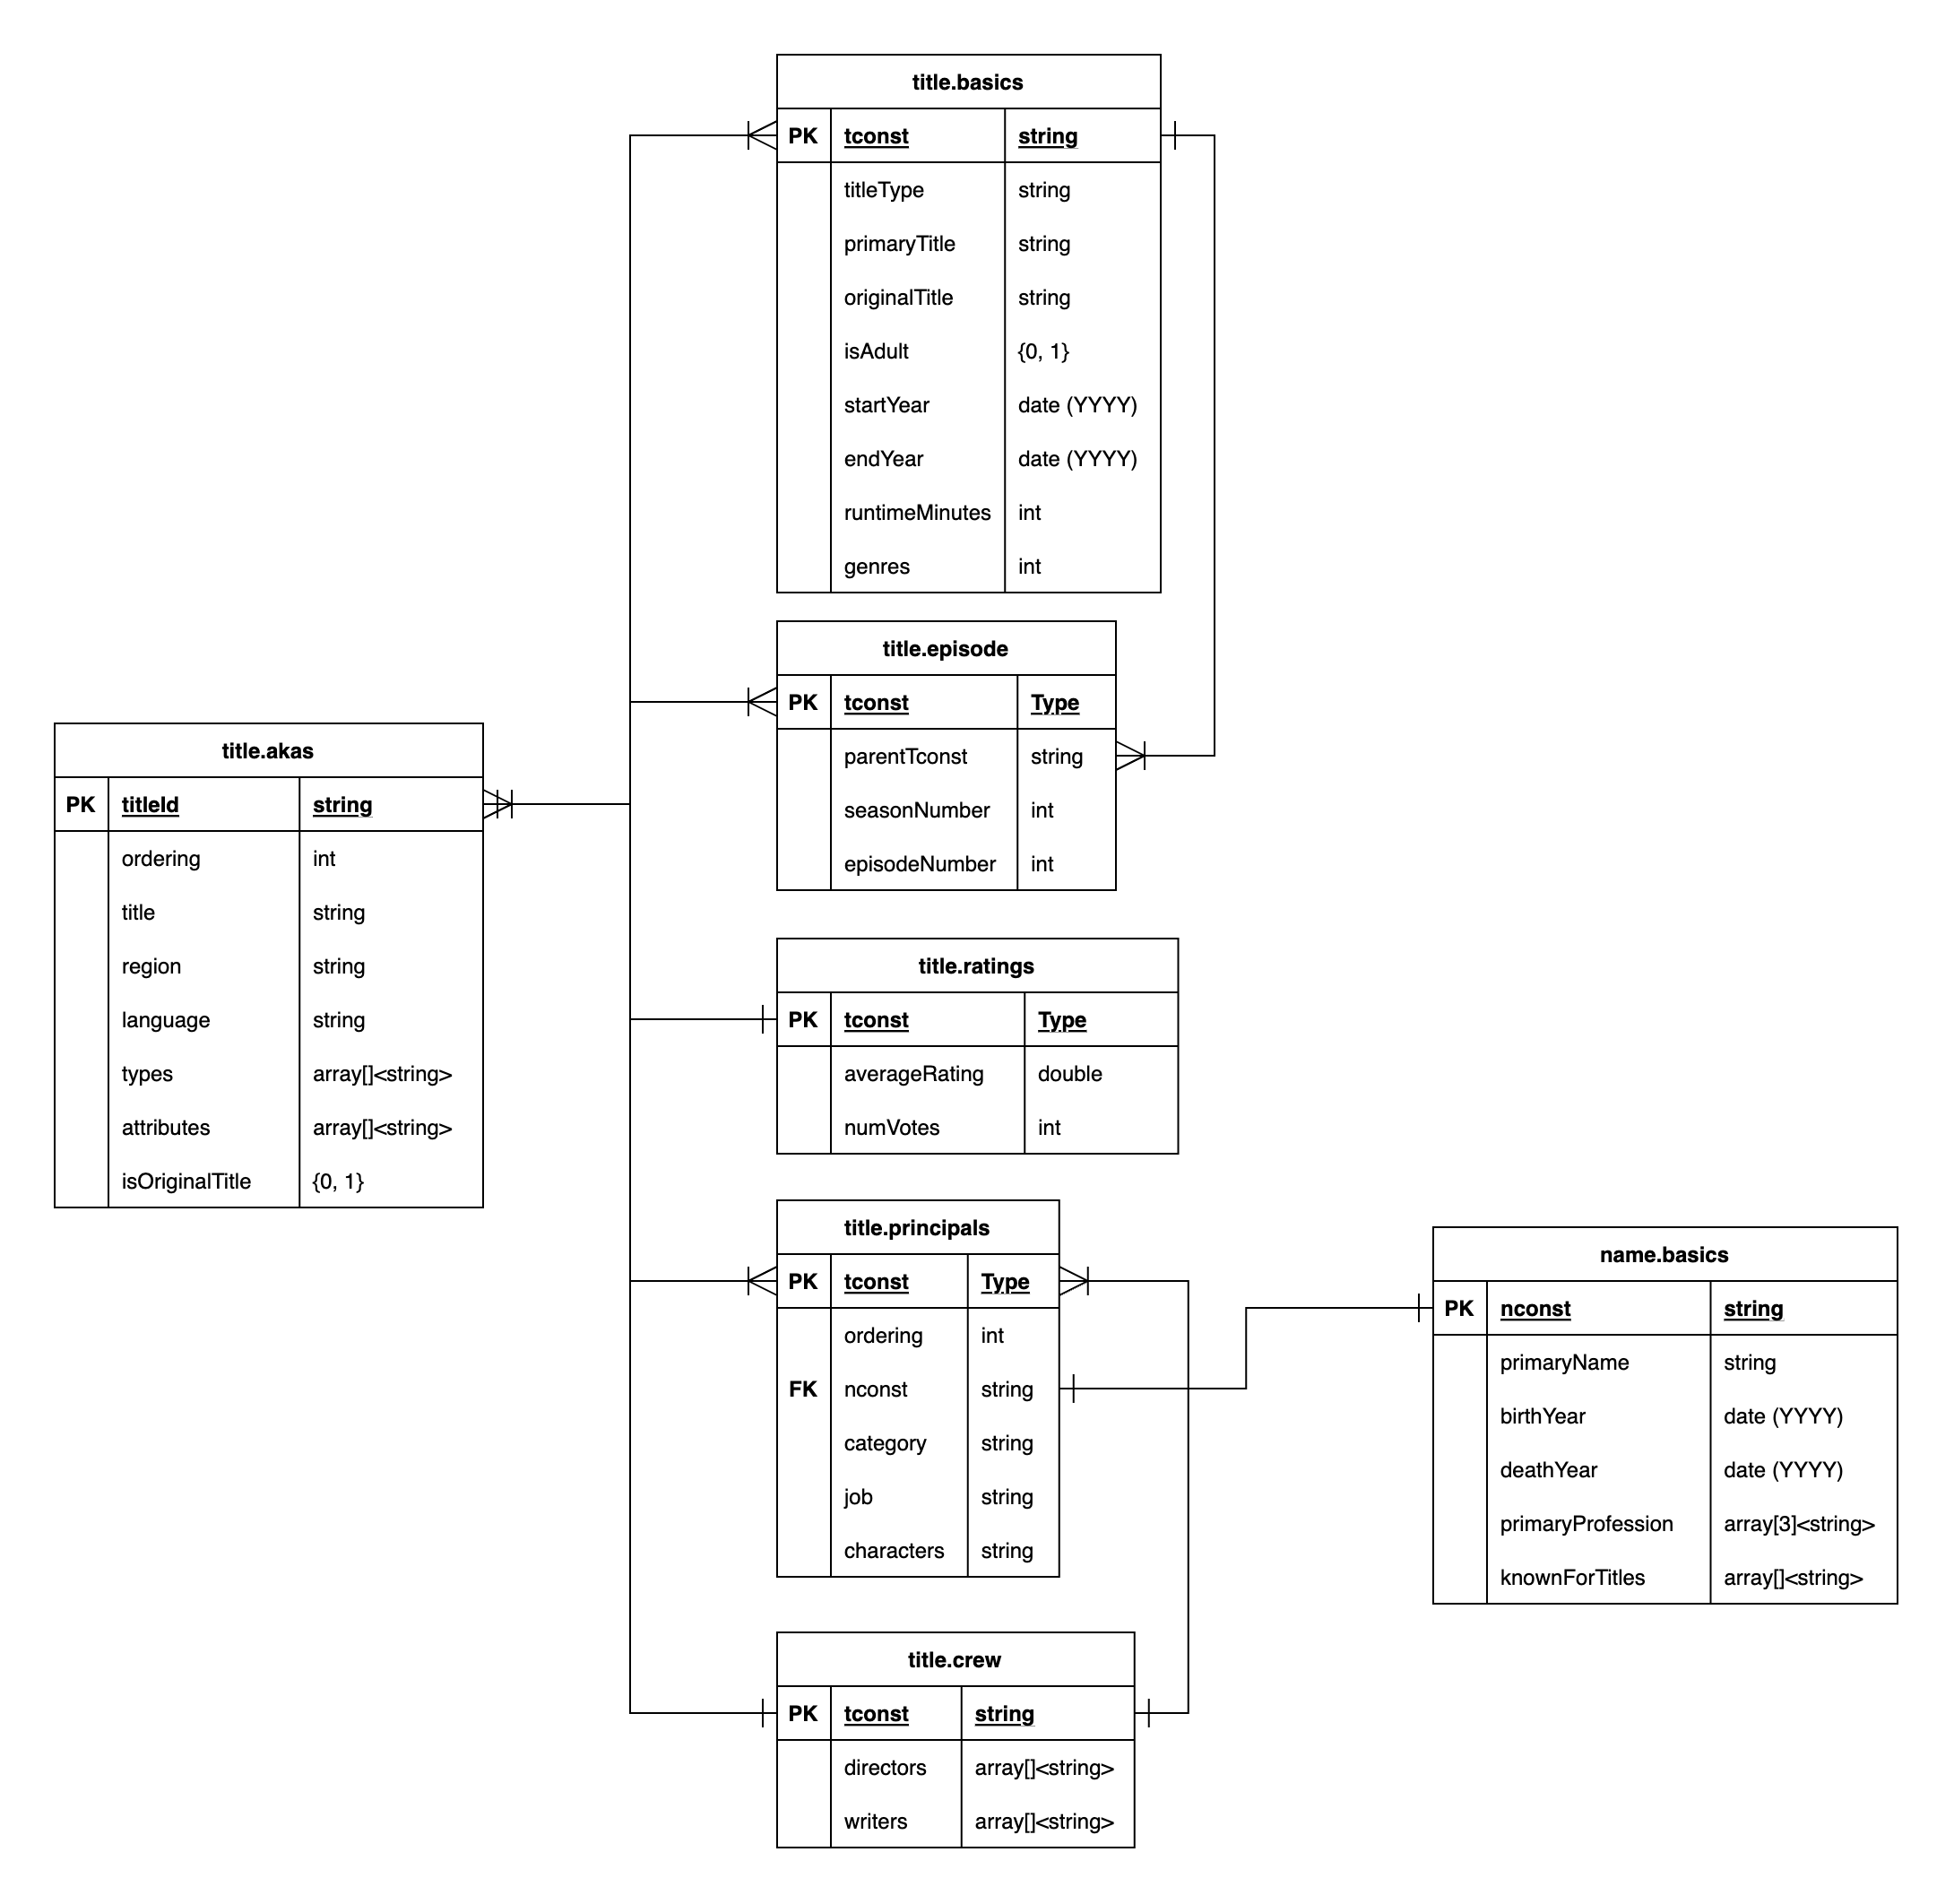 title.basics
PK tconst string
titleType string
primaryTitle string
originalTitle string
isAdult {0, 1}
startYear date (YYYY)
endYear date (YYYY)
runtimeMinutes int
genres int
title.episode
PK tconst Type
parentTconst string
seasonNumber int
episodeNumber int
title.akas
PK titleId string
ordering int
title string
region string
language string
types array[]<string>
attributes array[]<string>
isOriginalTitle {0, 1}
title.ratings
PK tconst Type
averageRating double
numVotes int
title.principals
PK tconst Type
ordering int
FK nconst string
category string
job string
characters string
name.basics
PK nconst string
primaryName string
birthYear date (YYYY)
deathYear date (YYYY)
primaryProfession array[3]<string>
knownForTitles array[]<string>
title.crew
PK tconst string
directors array[]<string>
writers array[]<string>